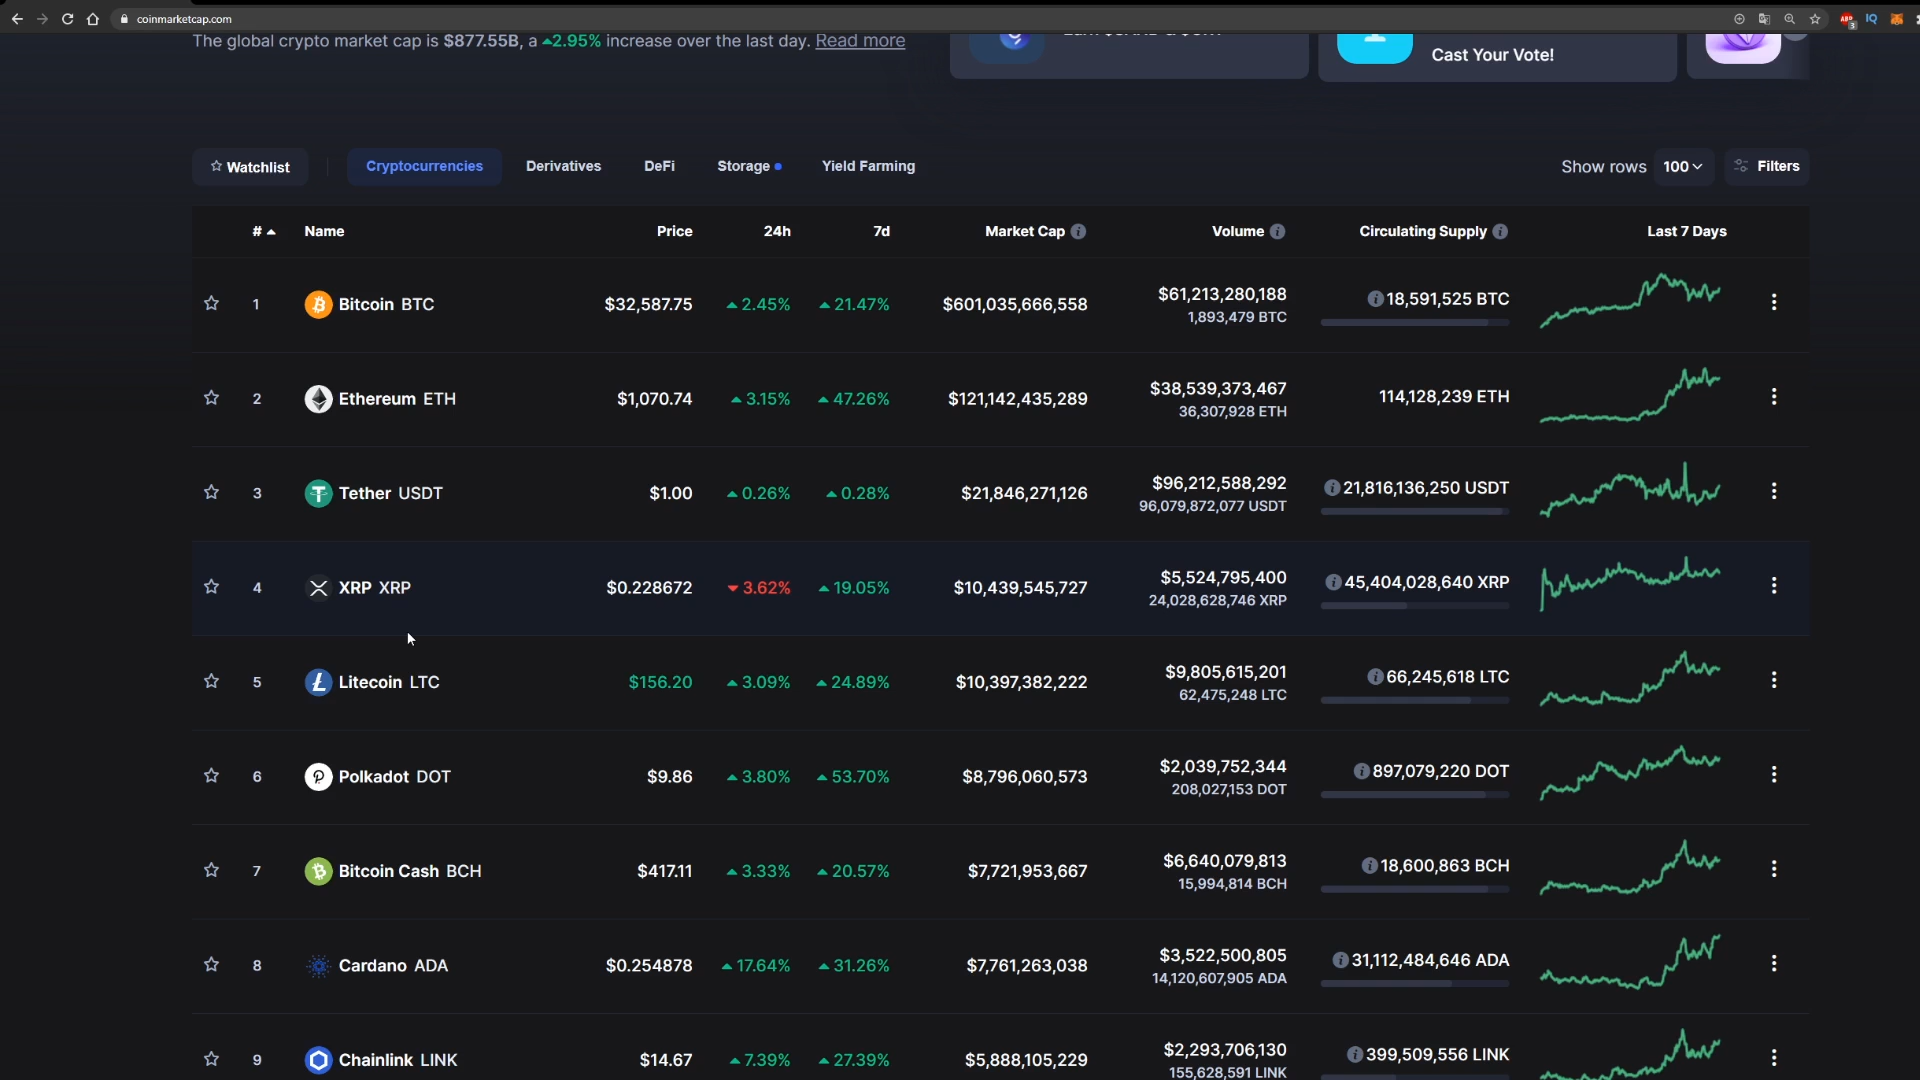 coinmarketcap.com
ABP
3
IQ
The global crypto market cap is $877.55B, a 2.95% increase over the last day. Read more
Cast Your Vote!
Watchlist
Cryptocurrencies
Derivatives
DeFi
Storage
Yield Farming
Show rows
100
Filters
# Name Price 24h 7d Market Cap Volume Circulating Supply Last 7 Days
1 Bitcoin BTC $32,587.75 2.45% 21.47% $601,035,666,558 $61,213,280,188 18,591,525 BTC
1,893,479 BTC
2 Ethereum ETH $1,070.74 3.15% 47.26% $121,142,435,289 $38,539,373,467 114,128,239 ETH
36,307,928 ETH
3 Tether USDT $1.00 0.26% 0.28% $21,846,271,126 $96,212,588,292 21,816,136,250 USDT
96,079,872,077 USDT
4 XRP XRP $0.228672 3.62% 19.05% $10,439,545,727 $5,524,795,400 45,404,028,640 XRP
24,028,628,746 XRP
5 Litecoin LTC $156.20 3.09% 24.89% $10,397,382,222 $9,805,615,201 66,245,618 LTC
62,475,248 LTC
6 Polkadot DOT $9.86 3.80% 53.70% $8,796,060,573 $2,039,752,344 897,079,220 DOT
208,027,153 DOT
7 Bitcoin Cash BCH $417.11 3.33% 20.57% $7,721,953,667 $6,640,079,813 18,600,863 BCH
15,994,814 BCH
8 Cardano ADA $0.254878 17.64% 31.26% $7,761,263,038 $3,522,500,805 31,112,484,646 ADA
14,120,607,905 ADA
9 Chainlink LINK $14.67 7.39% 27.39% $5,888,105,229 $2,293,706,130 399,509,556 LINK
155,628,591 LINK